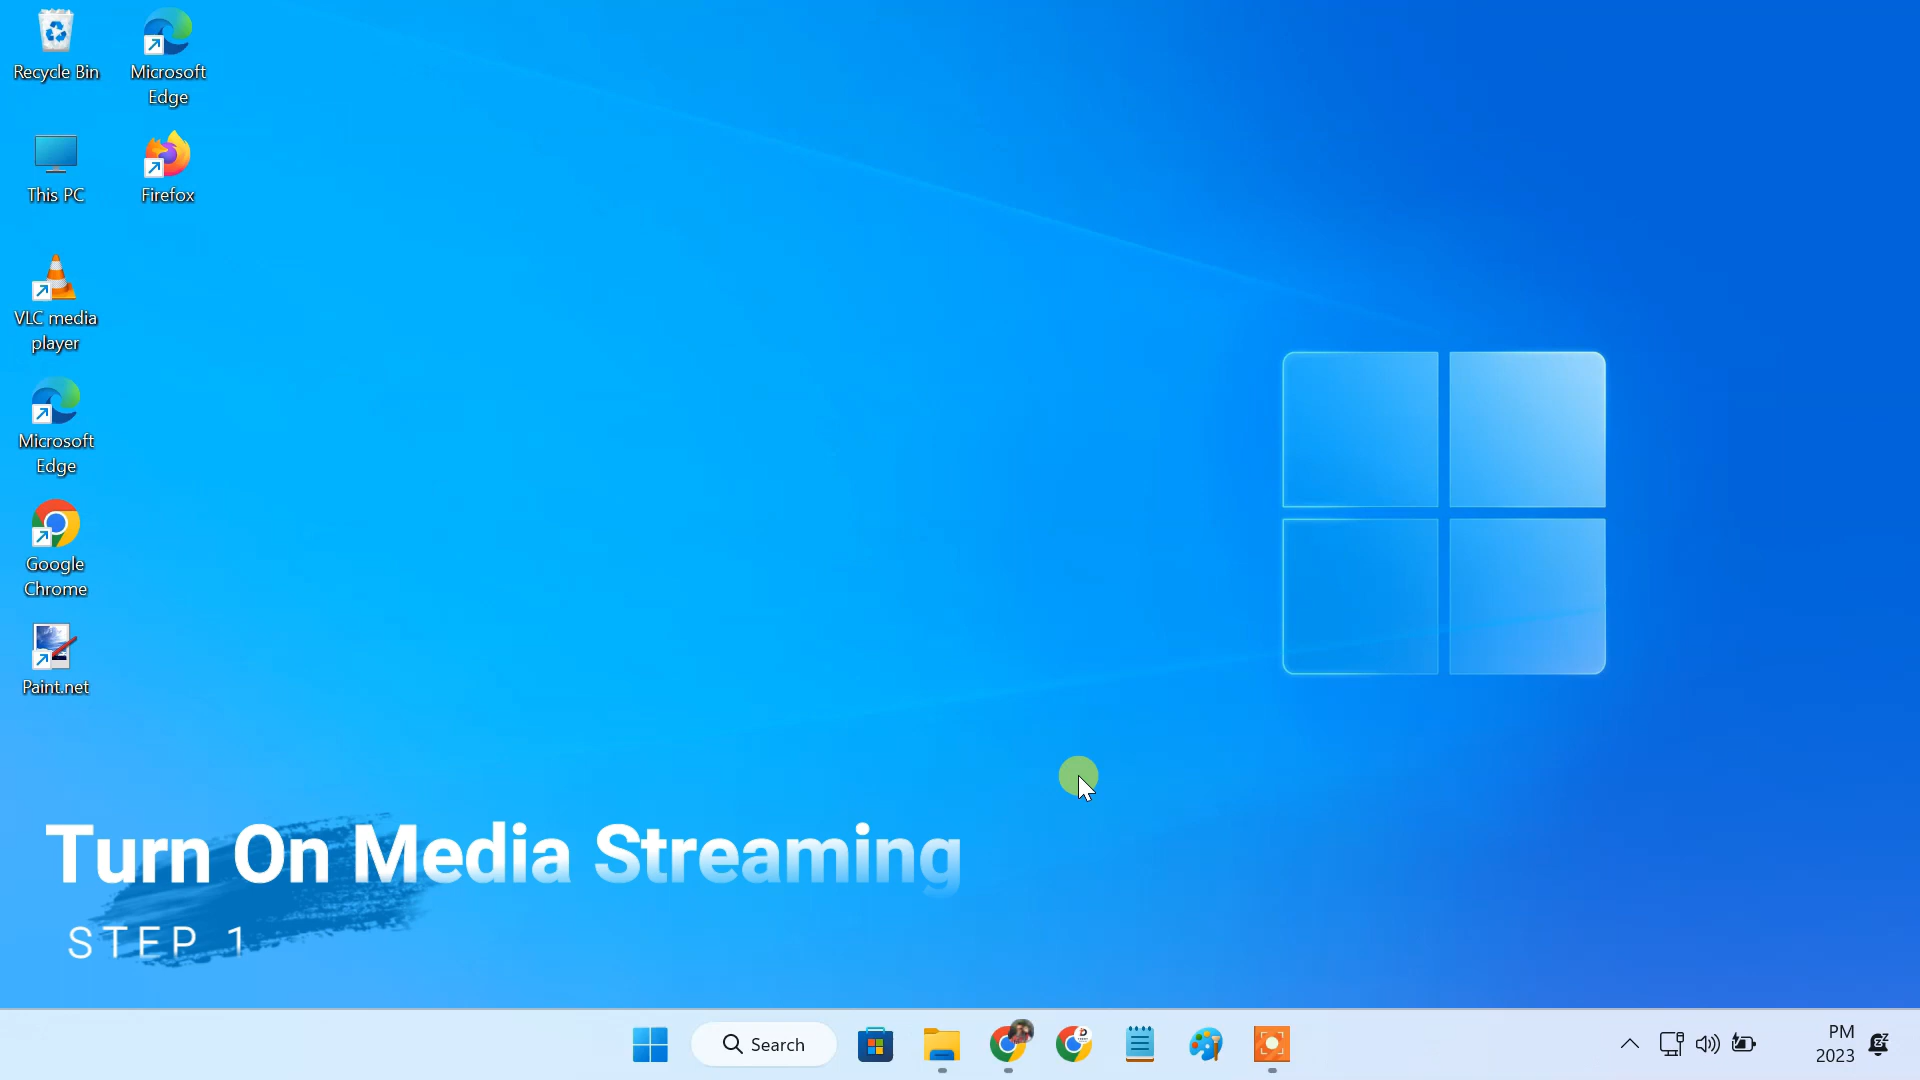 Recycle Bin
Microsoft
Edge
This PC
Firefox
VLC media
player
Microsoft
Edge
Google
Chrome
Paint.net
Turn On Media Streaming
STEP 1
Search
PM
2023